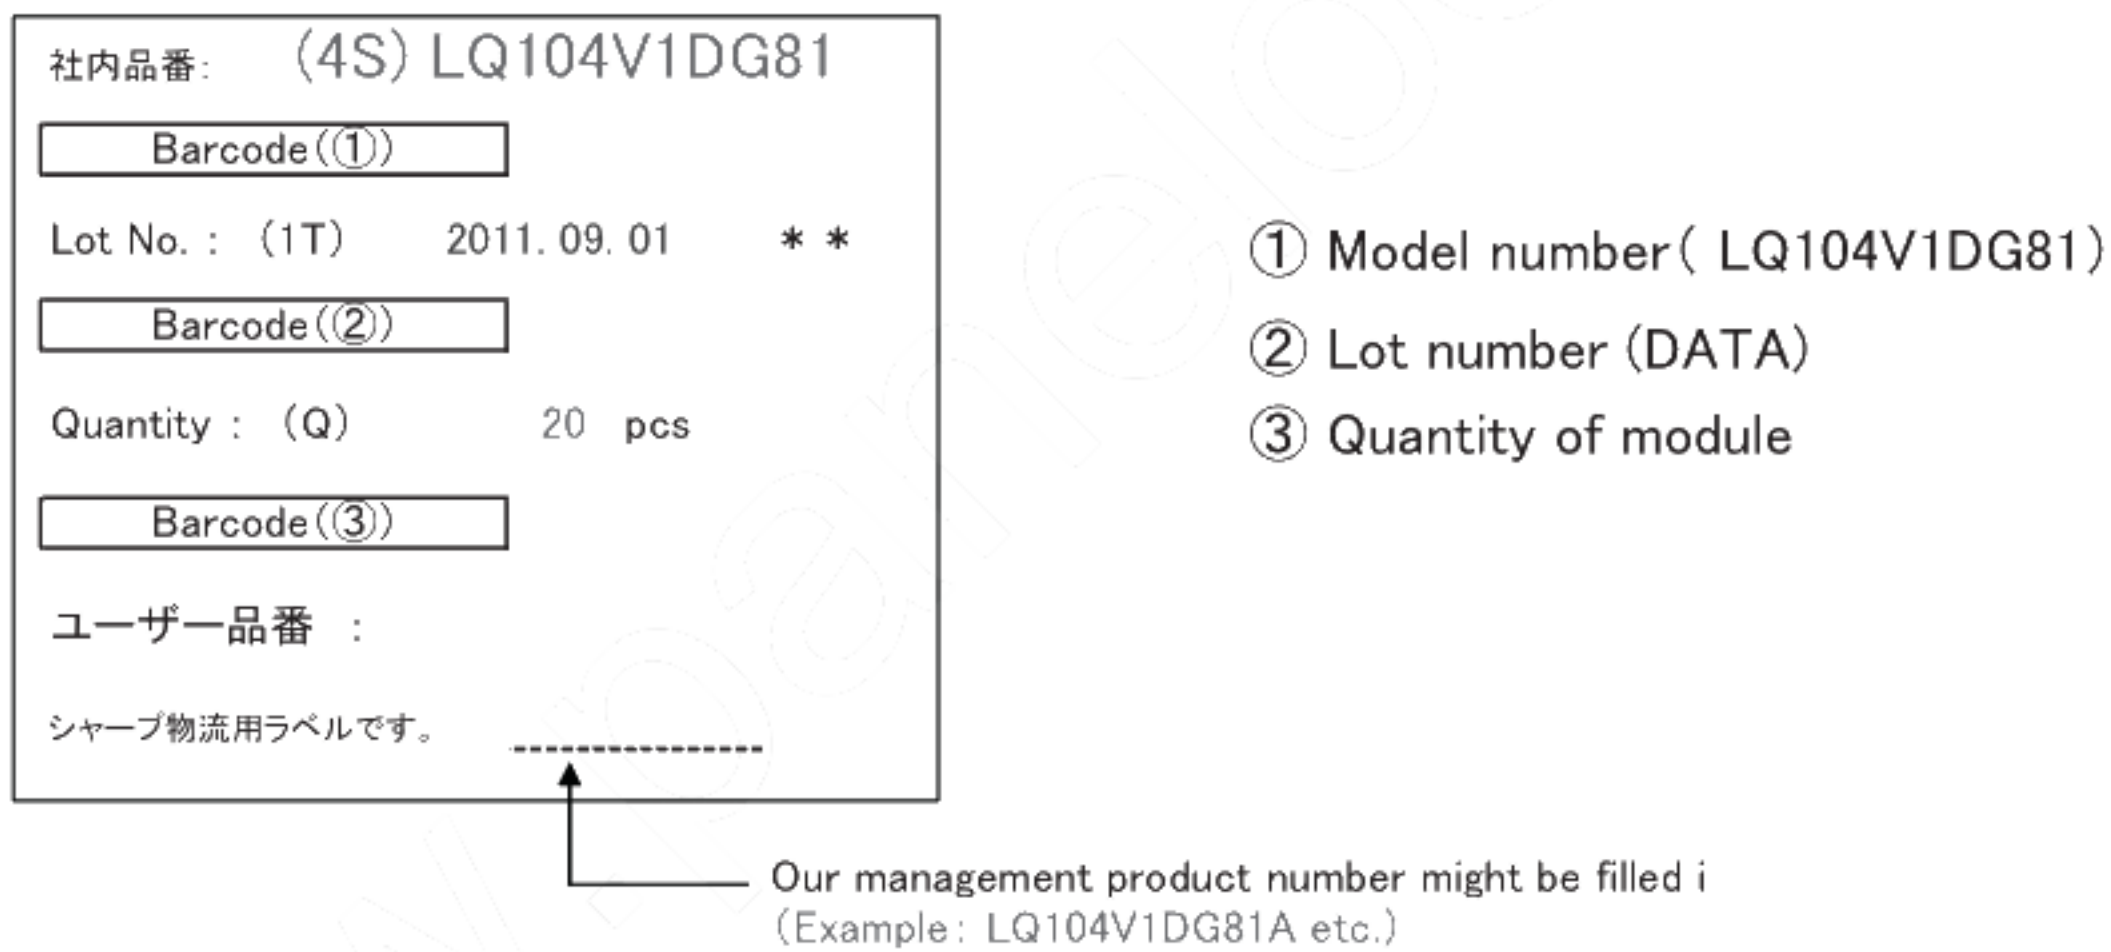 社内品番: (4S) LQ104V1DG81
Barcode(①)
Lot No. : (1T) 2011.09.01 ＊＊
Barcode(②)
Quantity : (Q) 20 pcs
Barcode(③)
ユーザー品番 :
シャープ物流用ラベルです。
① Model number( LQ104V1DG81)
② Lot number (DATA)
③ Quantity of module
Our management product number might be filled i
(Example: LQ104V1DG81A etc.)